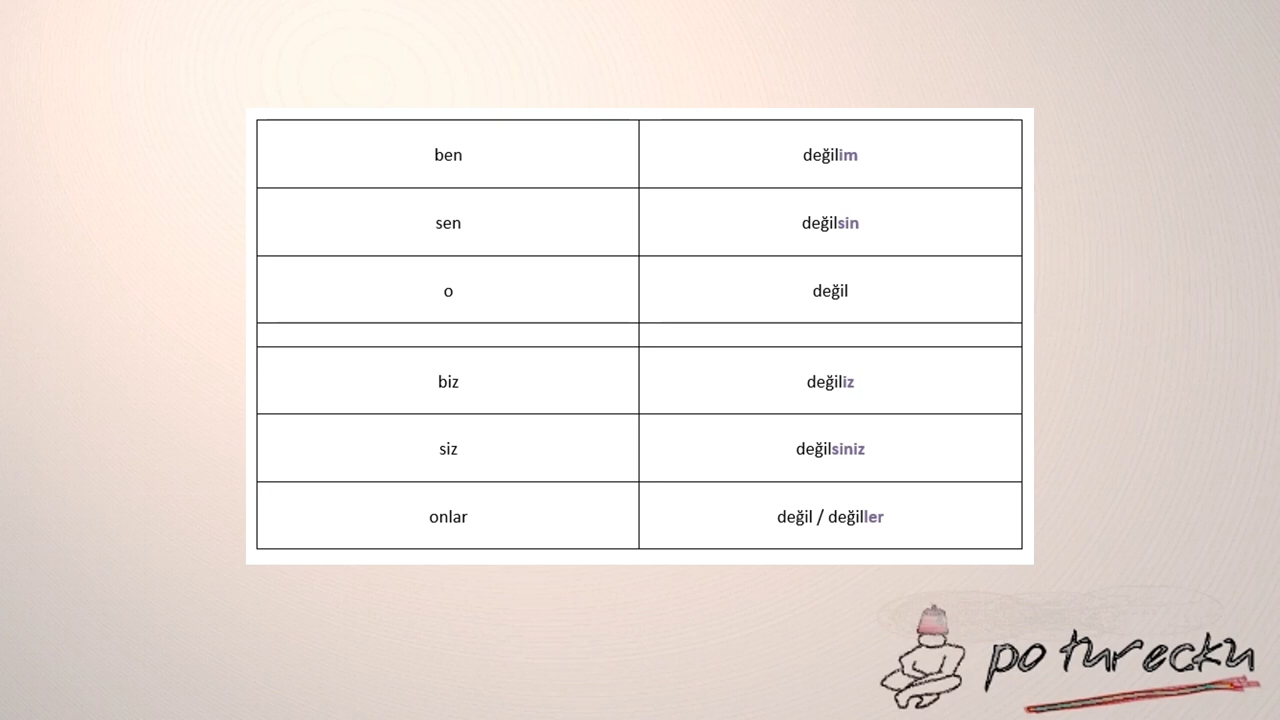 ben değilim
sen değilsin
o değil
biz değiliz
siz değilsiniz
onlar değil / değiller
po turecku